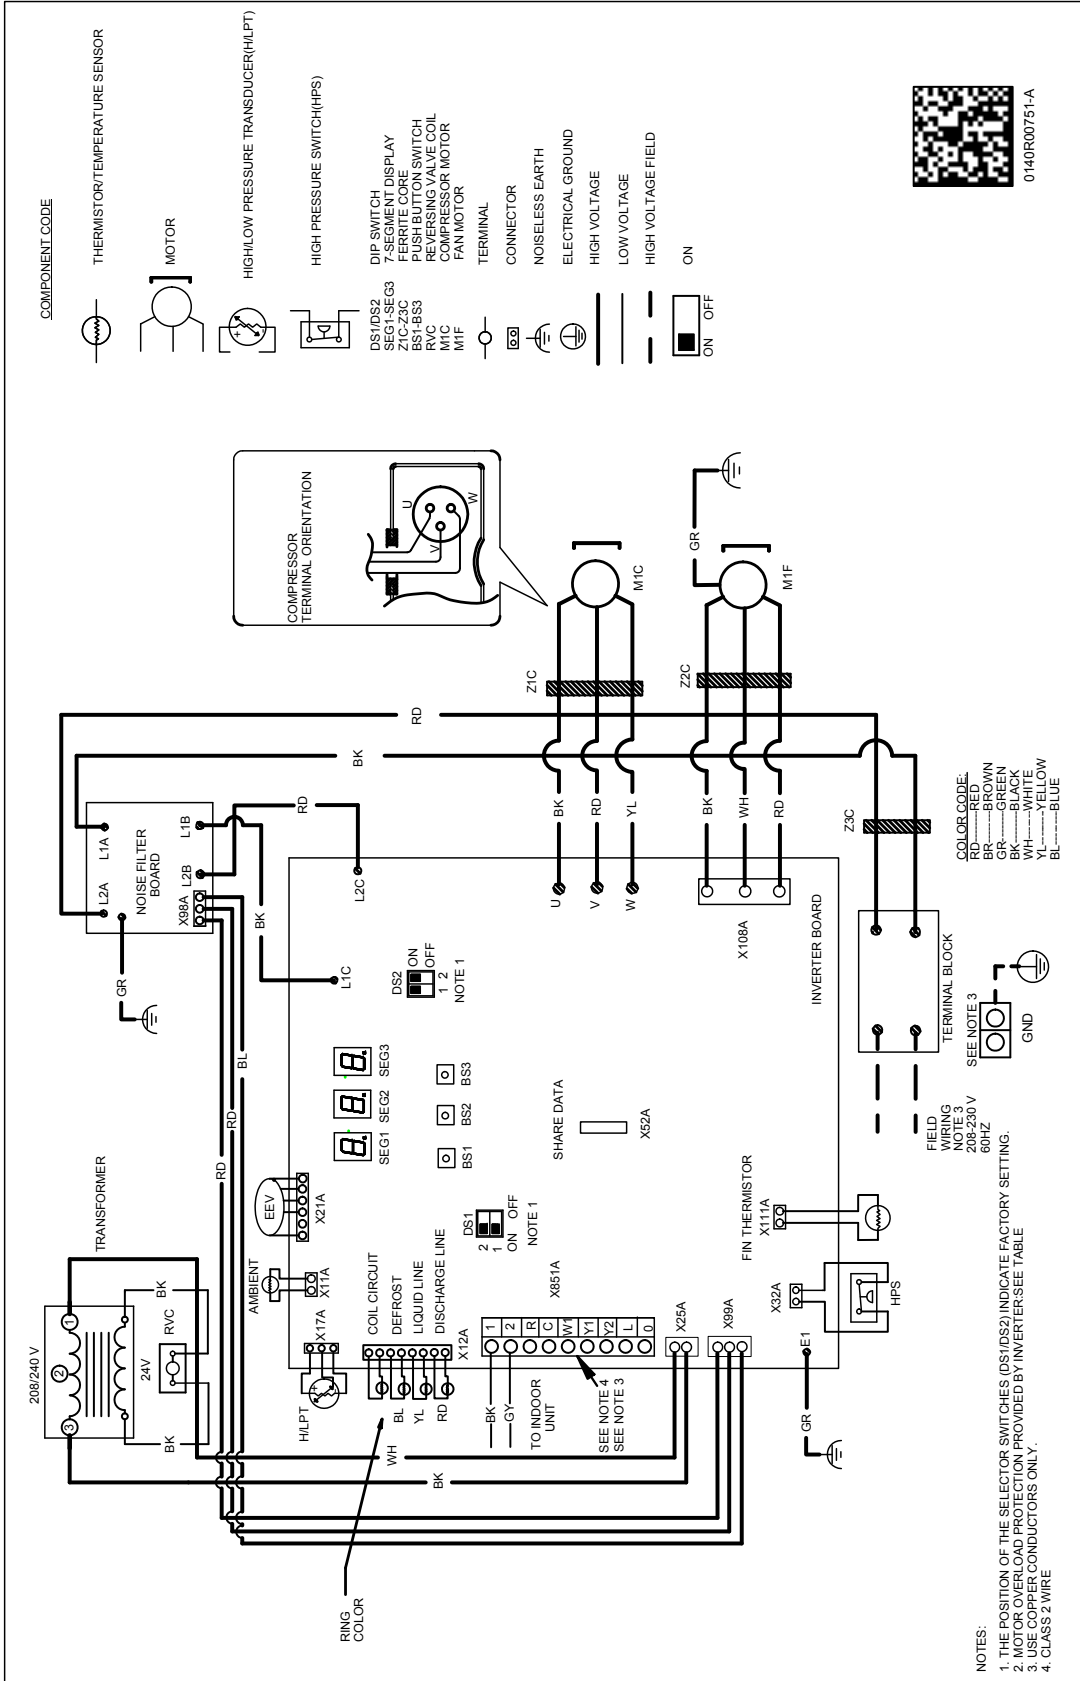 COMPONENT CODE
THERMISTOR/TEMPERATURE SENSOR
MOTOR
HIGH/LOW PRESSURE TRANSDUCER(H/LPT)
HIGH PRESSURE SWITCH(HPS)
DS1/DS2 DIP SWITCH
SEG1-SEG3 7-SEGMENT DISPLAY
Z1C-Z3C FERRITE CORE
BS1-BS3 PUSH BUTTON SWITCH
RVC REVERSING VALVE COIL
M1C COMPRESSOR MOTOR
M1F FAN MOTOR
TERMINAL
CONNECTOR
NOISELESS EARTH
ELECTRICAL GROUND
HIGH VOLTAGE
LOW VOLTAGE
HIGH VOLTAGE FIELD
ON
ON OFF
0140R00751-A
COMPRESSOR
TERMINAL ORIENTATION
U
V
W
TRANSFORMER
208/240 V
1
2
3
24V
RVC
BK
BK
NOISE FILTER
BOARD
L2A
L1A
L2B
L1B
X98A
GR
RD
BK
RD
BK
RD
RD
BL
L1C
L2C
AMBIENT
EEV
H/LPT
X17A
X11A
X21A
SEG1
SEG2
SEG3
8.
8.
8.
BS1
BS2
BS3
DS2
ON
OFF
1 2
NOTE 1
DS1
2
1
ON OFF
NOTE 1
RING
COLOR
COIL CIRCUIT
DEFROST
LIQUID LINE
DISCHARGE LINE
X12A
BL
YL
RD
WH
BK
X851A
1
2
R
C
W1
Y1
Y2
L
0
BK
GY
TO INDOOR
UNIT
SEE NOTE 4
SEE NOTE 3
X25A
X99A
SHARE DATA
X52A
U
V
W
BK
RD
YL
Z1C
M1C
X108A
BK
WH
RD
Z2C
GR
M1F
INVERTER BOARD
E1
GR
X32A
HPS
FIN THERMISTOR
X111A
Z3C
TERMINAL BLOCK
SEE NOTE 3
GND
FIELD
WIRING
NOTE 3
208-230 V
60HZ
COLOR CODE:
RD--------RED
BR--------BROWN
GR--------GREEN
BK--------BLACK
WH-------WHITE
YL--------YELLOW
BL--------BLUE
NOTES:
1. THE POSITION OF THE SELECTOR SWITCHES (DS1/DS2) INDICATE FACTORY SETTING.
2. MOTOR OVERLOAD PROTECTION PROVIDED BY INVERTER:SEE TABLE
3. USE COPPER CONDUCTORS ONLY.
4. CLASS 2 WIRE